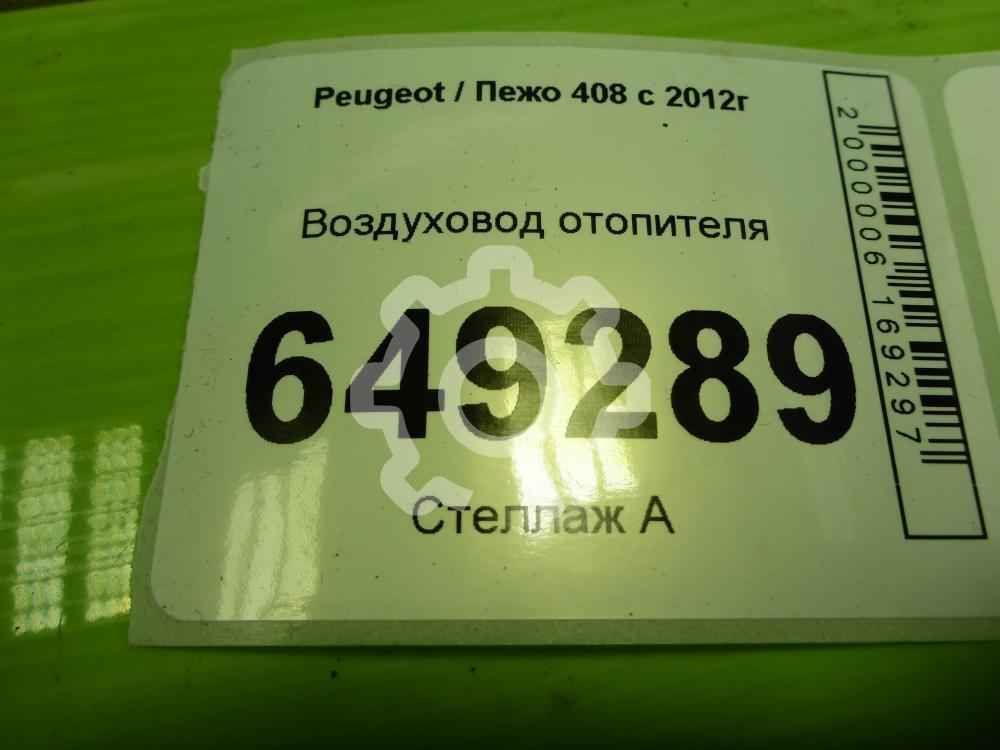 Peugeot / Пежо 408 с 2012г
Воздуховод отопителя
649289
Стеллаж А
2000006169297